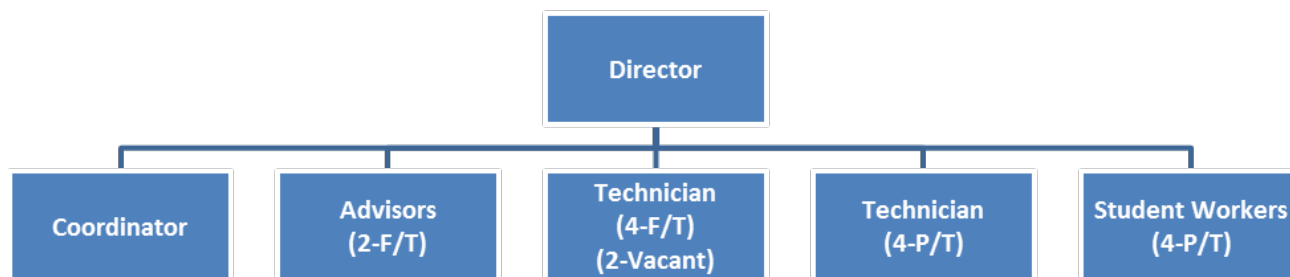 Director
Coordinator
Advisors
(2-F/T)
Technician
(4-F/T)
(2-Vacant)
Technician
(4-P/T)
Student Workers
(4-P/T)